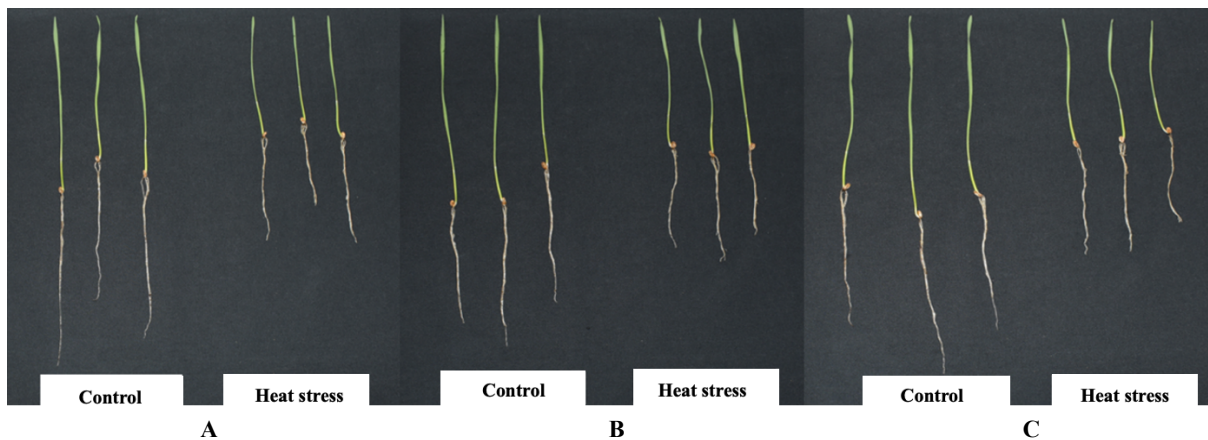 Control
Heat stress
Control
Heat stress
Control
Heat stress
A
B
C